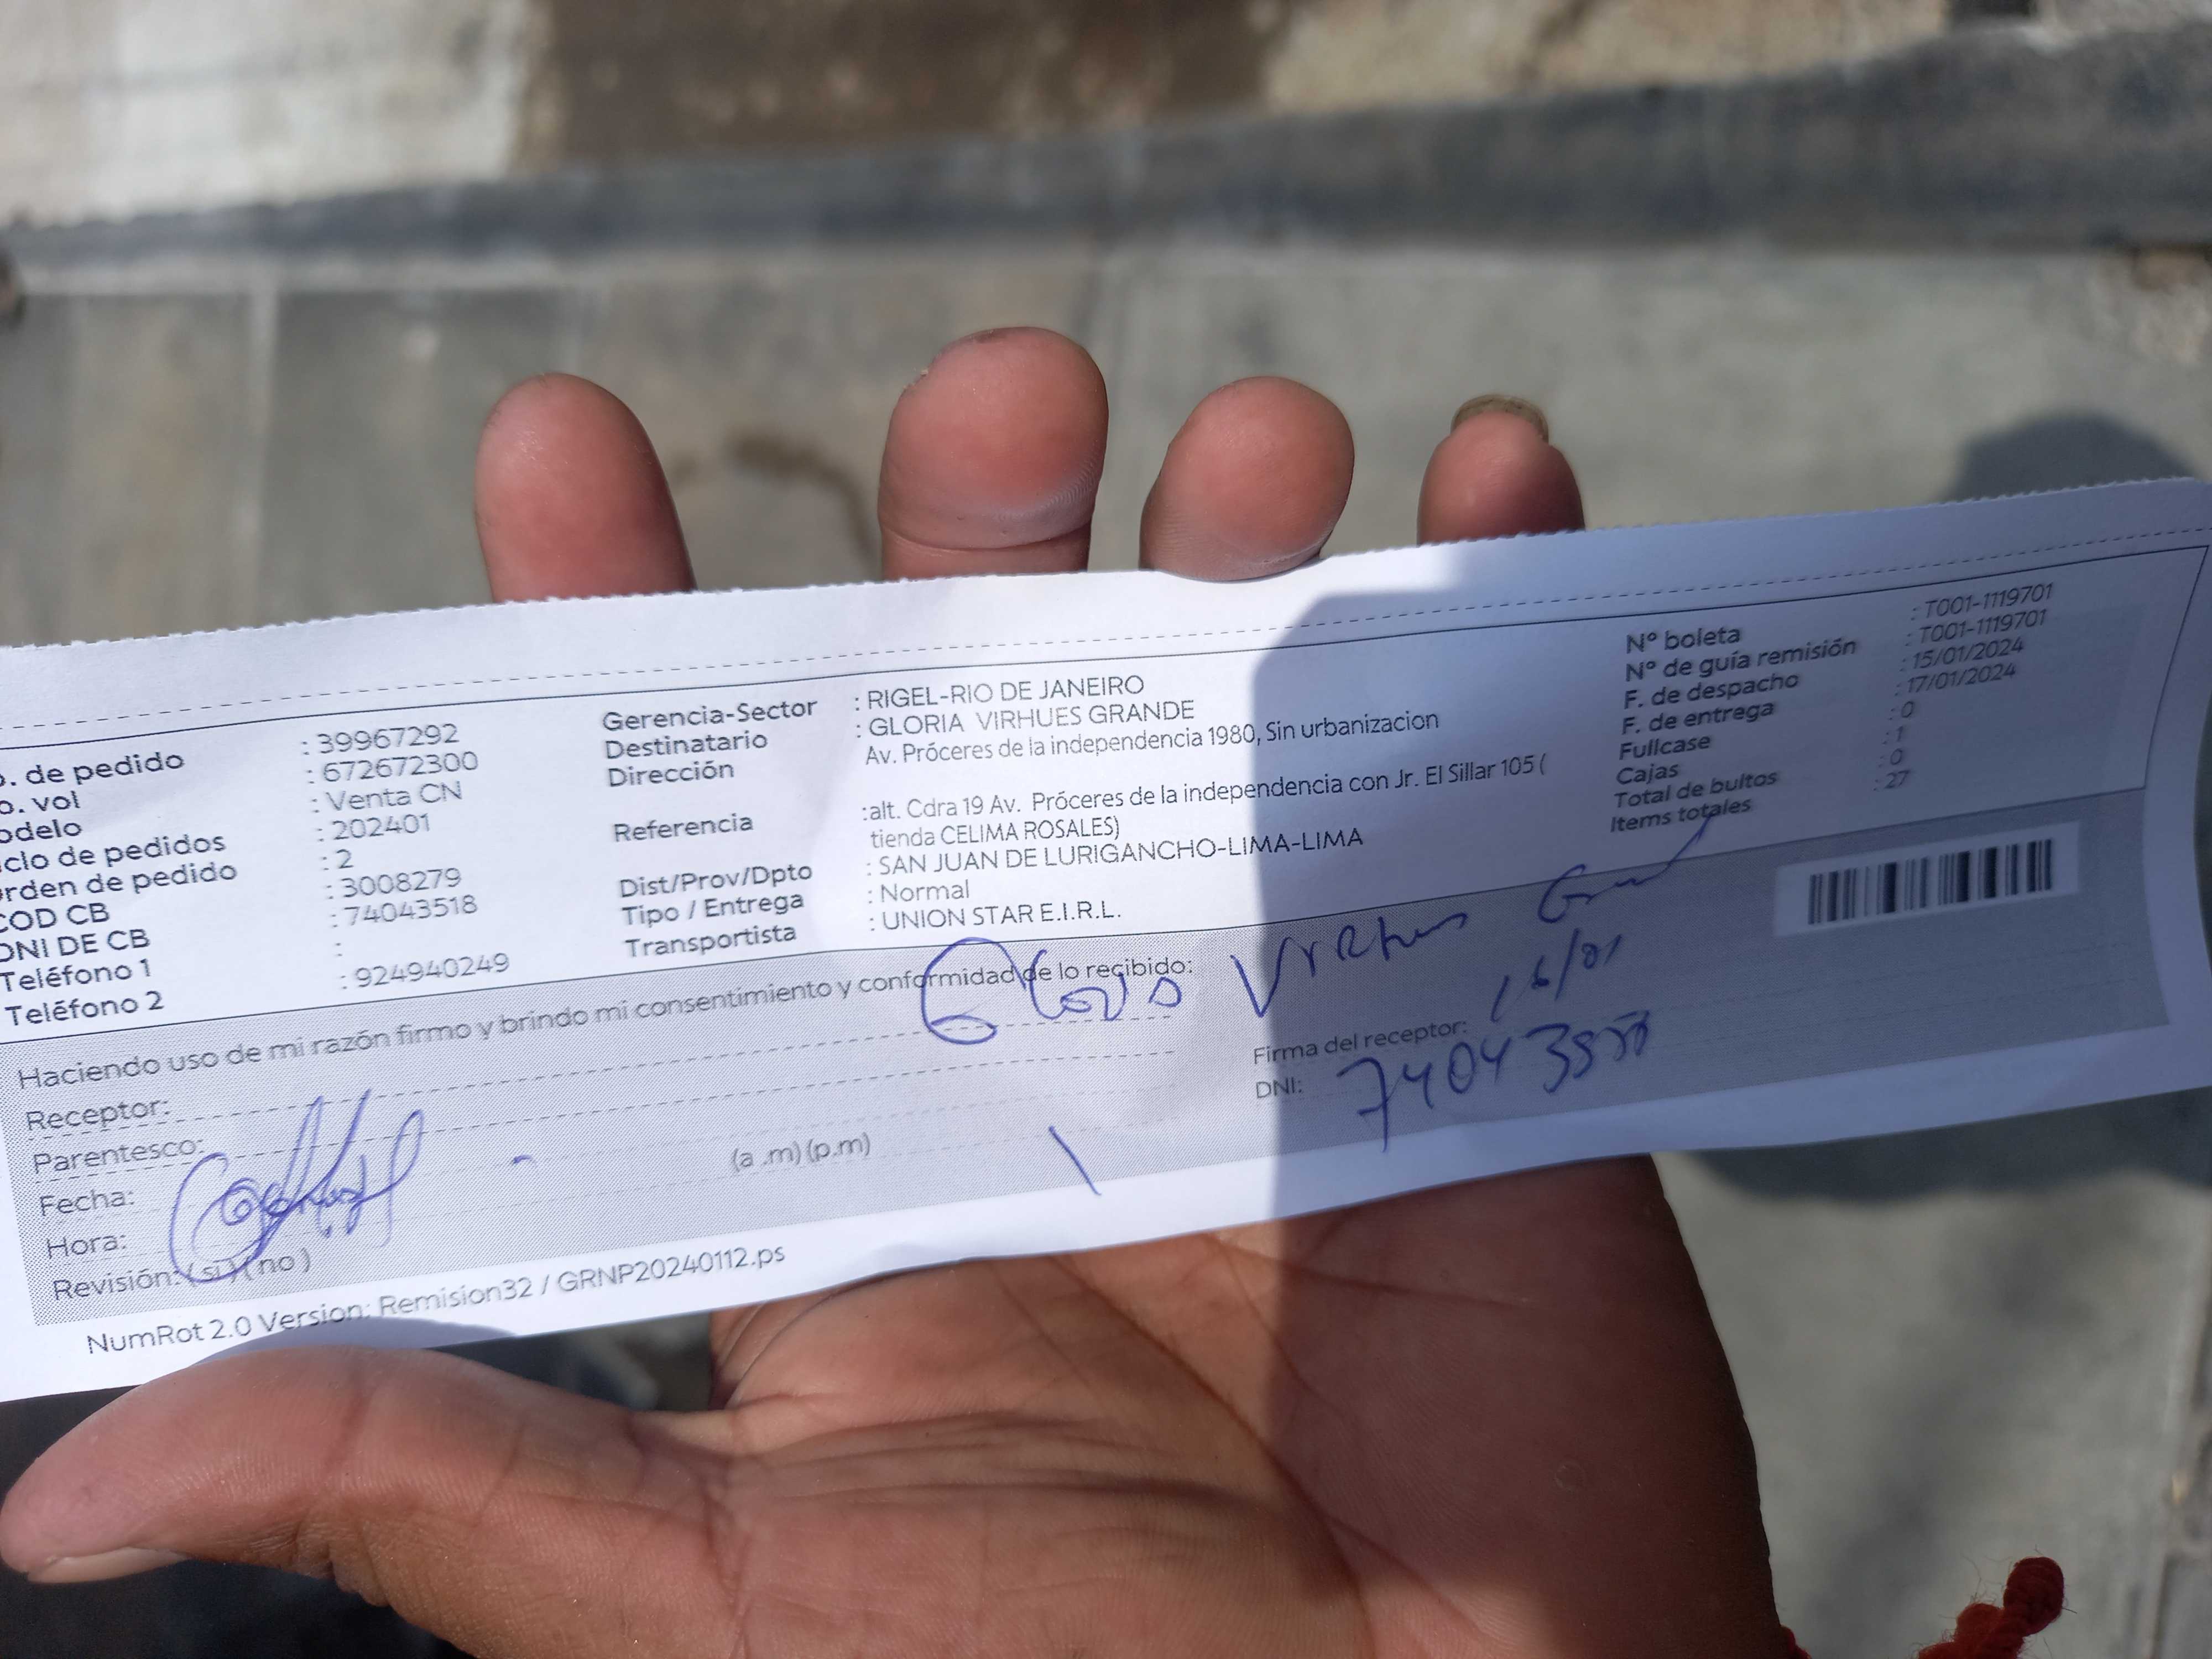 o. de pedido : 39967292
o. vol : 672672300
odelo : Venta CN
clo de pedidos : 202401
rden de pedido : 2
COD CB : 3008279
DNI DE CB : 74043518
Teléfono 1 :
Teléfono 2 : 924940249
Gerencia-Sector : RIGEL-RIO DE JANEIRO
Destinatario : GLORIA VIRHUES GRANDE
Dirección Av. Próceres de la independencia 1980, Sin urbanizacion
Referencia :alt. Cdra 19 Av. Próceres de la independencia con Jr. El Sillar 105 (
tienda CELIMA ROSALES)
Dist/Prov/Dpto : SAN JUAN DE LURIGANCHO-LIMA-LIMA
Tipo / Entrega : Normal
Transportista : UNION STAR E.I.R.L.
N° boleta : T001-1119701
N° de guía remisión : T001-1119701
F. de despacho : 15/01/2024
F. de entrega : 17/01/2024
Fullcase : 0
Cajas : 1
Total de bultos : 0
Items totales : 27
Haciendo uso de mi razón firmo y brindo mi consentimiento y conformidad de lo recibido:
Receptor:
Parentesco:
Fecha:
Hora: (a .m) (p.m)
Revisión: ( si ) ( no )
16/01
Firma del receptor:
DNI:
NumRot 2.0 Version: Remision32 / GRNP20240112.ps